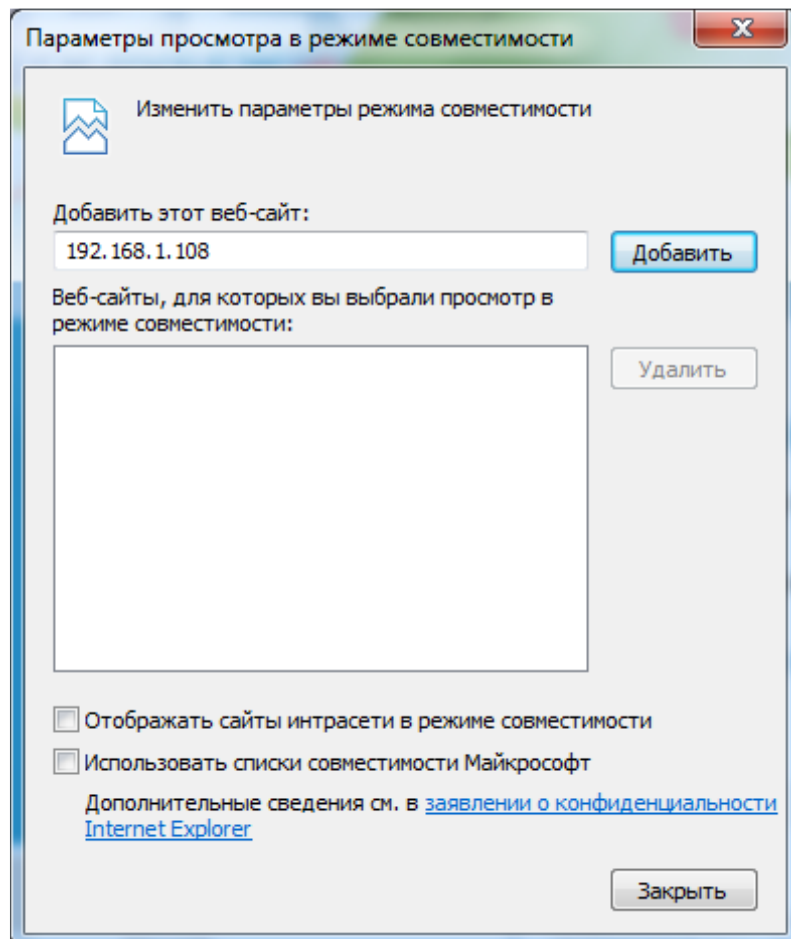 Параметры просмотра в режиме совместимости
Изменить параметры режима совместимости
Добавить этот веб-сайт:
192.168.1.108
Добавить
Веб-сайты, для которых вы выбрали просмотр в
режиме совместимости:
Удалить
Отображать сайты интрасети в режиме совместимости
Использовать списки совместимости Майкрософт
Дополнительные сведения см. в заявлении о конфиденциальности
Internet Explorer
Закрыть